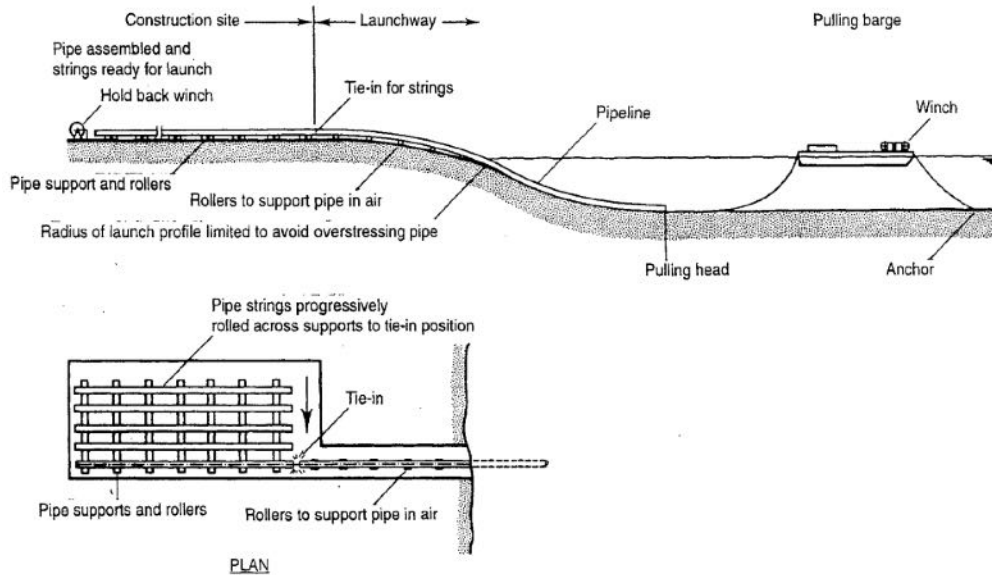 Construction site
Launchway
Pulling barge
Pipe assembled and
strings ready for launch
Hold back winch
Tie-in for strings
Pipeline
Winch
Pipe support and rollers
Rollers to support pipe in air
Radius of launch profile limited to avoid overstressing pipe
Pulling head
Anchor
Pipe strings progressively
rolled across supports to tie-in position
Tie-in
Pipe supports and rollers
Rollers to support pipe in air
PLAN